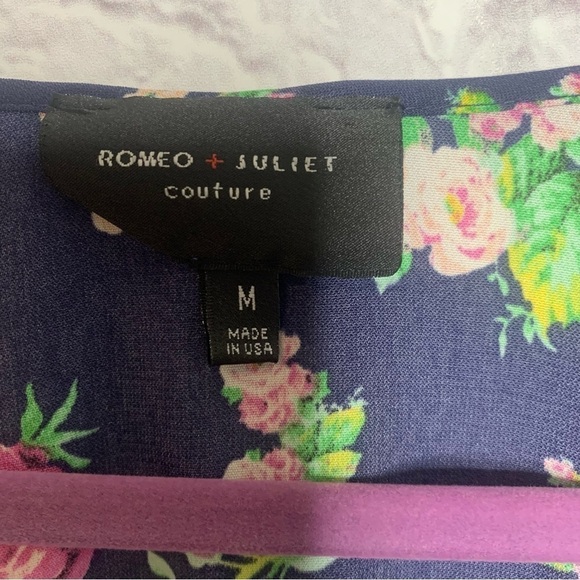 ROMEO + JULIET
couture
M
MADE
IN USA